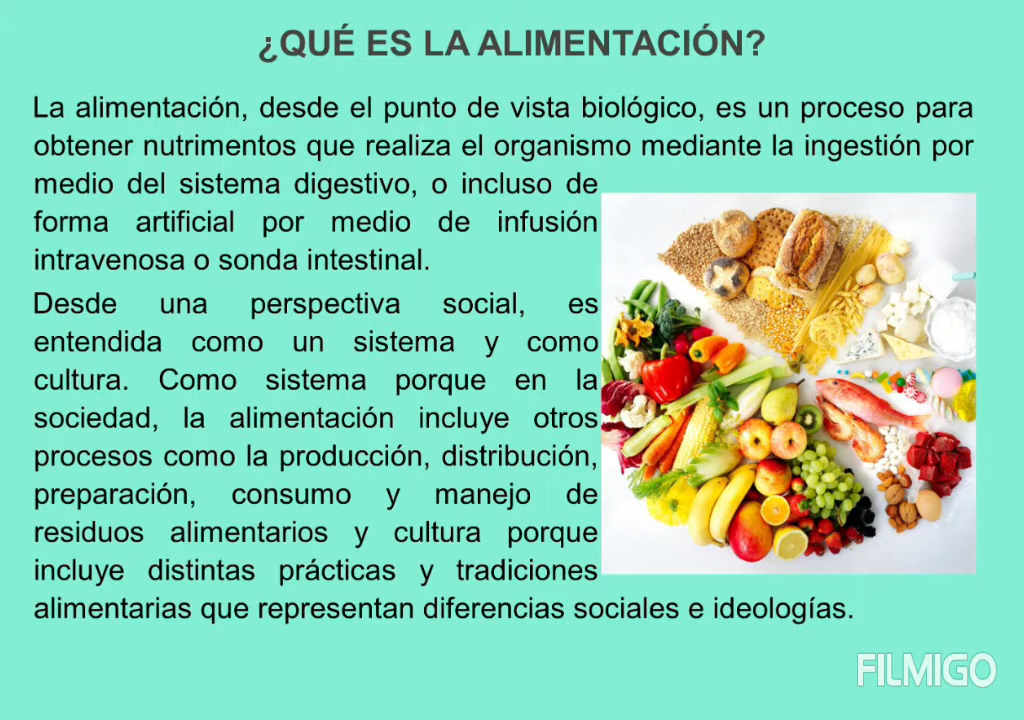 ¿QUÉ ES LA ALIMENTACIÓN?
La alimentación, desde el punto de vista biológico, es un proceso para
obtener nutrimentos que realiza el organismo mediante la ingestión por
medio del sistema digestivo, o incluso de
forma artificial por medio de infusión
intravenosa o sonda intestinal.
Desde una perspectiva social, es
entendida como un sistema y como
cultura. Como sistema porque en la
sociedad, la alimentación incluye otros
procesos como la producción, distribución,
preparación, consumo y manejo de
residuos alimentarios y cultura porque
incluye distintas prácticas y tradiciones
alimentarias que representan diferencias sociales e ideologías.
FILMIGO